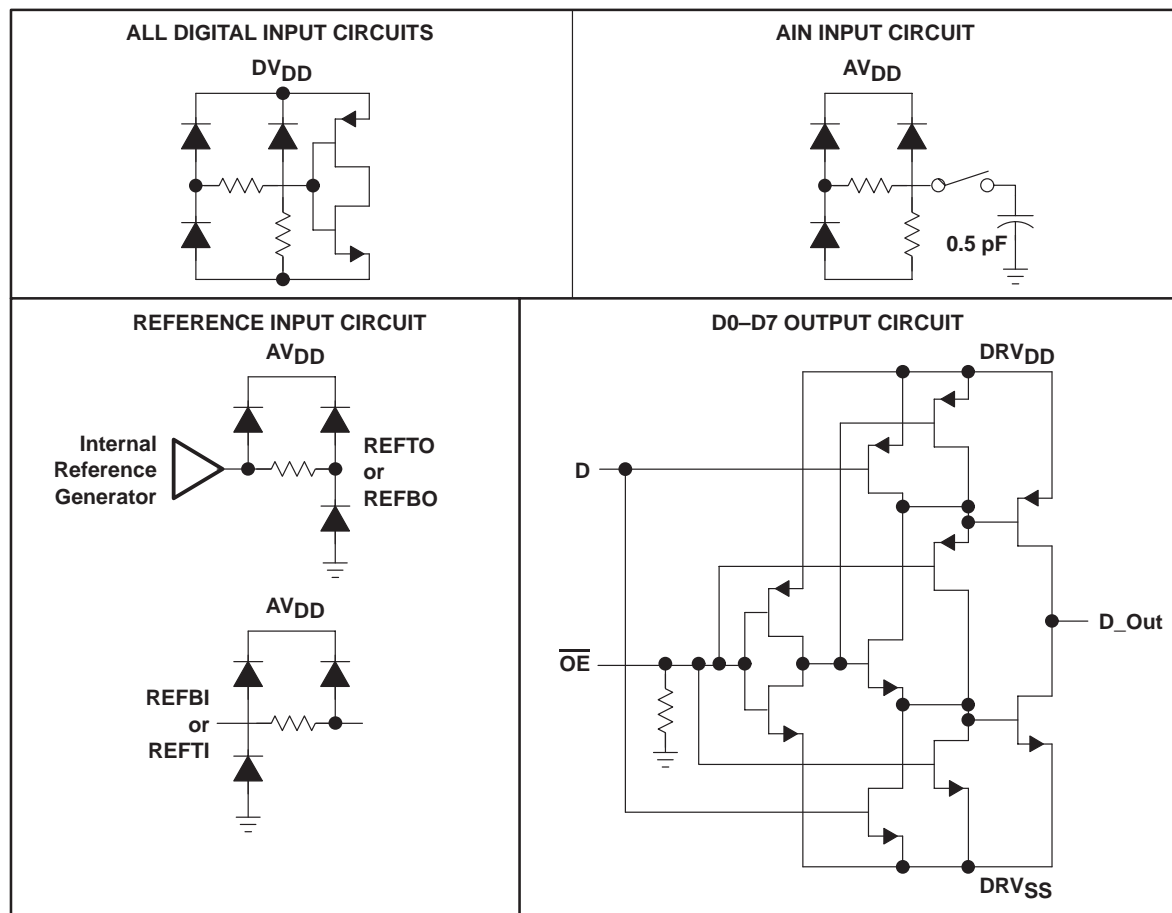 ALL DIGITAL INPUT CIRCUITS
DVDD
AIN INPUT CIRCUIT
AVDD
0.5 pF
REFERENCE INPUT CIRCUIT
AVDD
Internal
Reference
Generator
REFTO
or
REFBO
AVDD
REFBI
or
REFTI
D0–D7 OUTPUT CIRCUIT
DRVDD
D
D_Out
OE
DRVSS